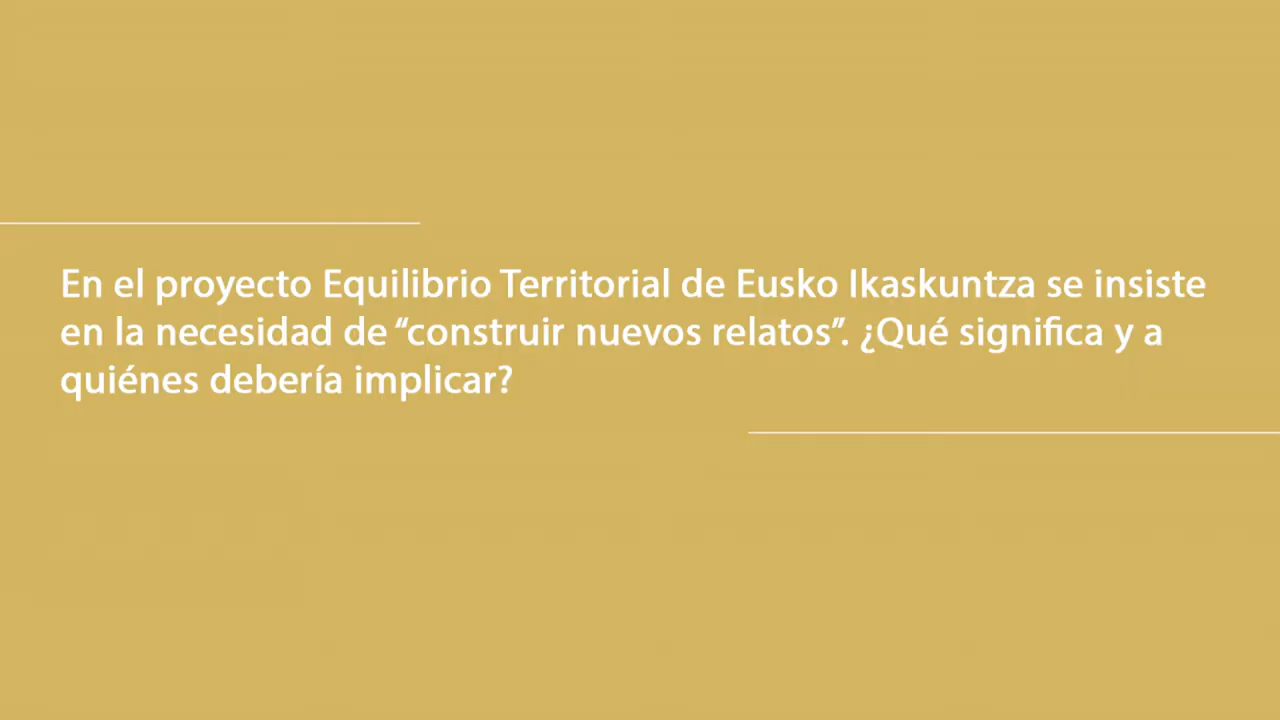 En el proyecto Equilibrio Territorial de Eusko Ikaskuntza se insiste
en la necesidad de “construir nuevos relatos”. ¿Qué significa y a
quiénes debería implicar?